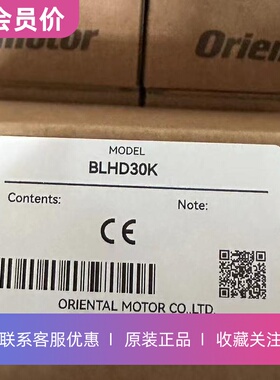 会员价
motor
Orientalmotor
MODEL
BLHD30K
Contents:
Note:
CE
ORIENTAL MOTOR CO.,LTD.
联系客服优惠 | 原装正品 | 收藏关注